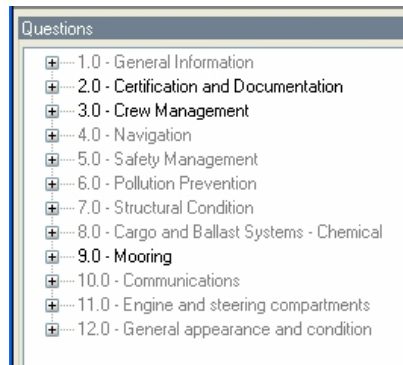 Questions
1.0 - General Information
2.0 - Certification and Documentation
3.0 - Crew Management
4.0 - Navigation
5.0 - Safety Management
6.0 - Pollution Prevention
7.0 - Structural Condition
8.0 - Cargo and Ballast Systems - Chemical
9.0 - Mooring
10.0 - Communications
11.0 - Engine and steering compartments
12.0 - General appearance and condition